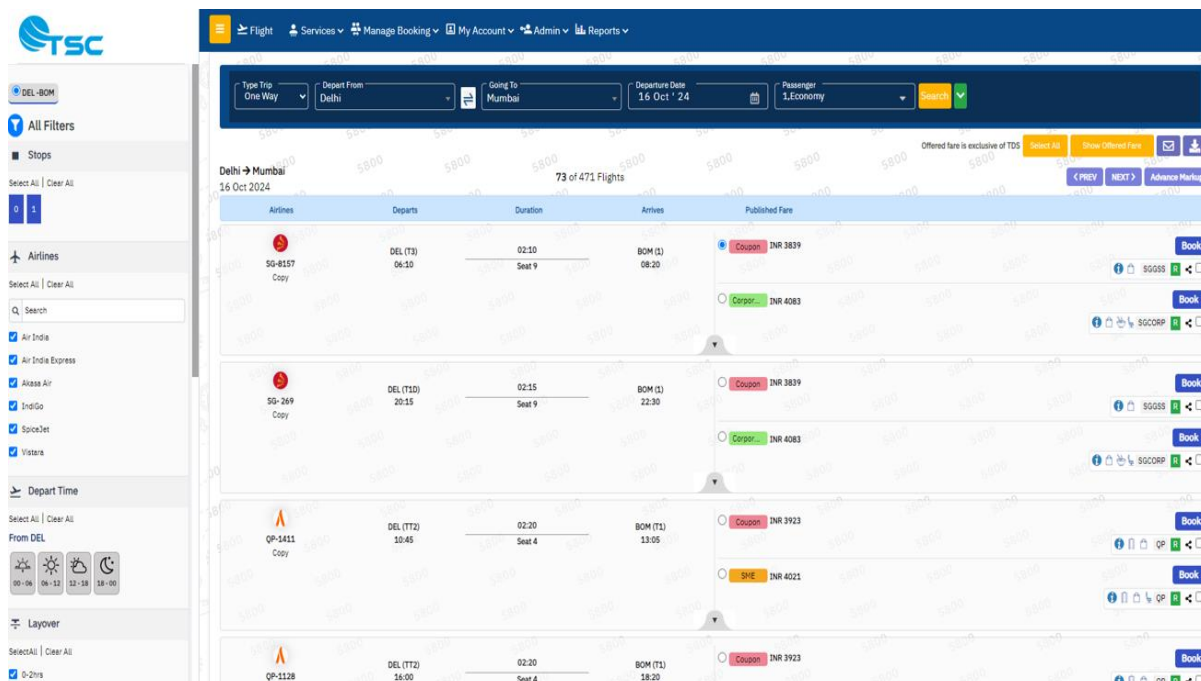 TSC
Flight Services Manage Booking My Account Admin Reports
DEL -BOM
All Filters
Stops
Select All | Clear All
0 1
Airlines
Select All | Clear All
Search
Air India
Air India Express
Akasa Air
IndiGo
SpiceJet
Vistara
Depart Time
Select All | Clear All
From DEL
00 - 06 06 - 12 12 - 18 18 - 00
Layover
SelectAll | Clear All
0-2hrs
Type Trip Depart From Going To Departure Date Passenger
One Way Delhi Mumbai 16 Oct ' 24 1,Economy Search
Offered fare is exclusive of TDS Select All Show Offered Fare
Delhi → Mumbai
16 Oct 2024
73 of 471 Flights
PREV NEXT Advance Markup
Airlines Departs Duration Arrives Published Fare
SG-8157 DEL (T3) 02:10 BOM (1) Coupon INR 3839 Book
Copy 06:10 Seat 9 08:20 SGGSS R
Corpor... INR 4083 Book
SGCORP R
SG- 269 DEL (T1D) 02:15 BOM (1) Coupon INR 3839 Book
Copy 20:15 Seat 9 22:30 SGGSS R
Corpor... INR 4083 Book
SGCORP R
QP-1411 DEL (TT2) 02:20 BOM (T1) Coupon INR 3923 Book
Copy 10:45 Seat 4 13:05 QP R
SME INR 4021 Book
QP R
QP-1128 DEL (TT2) 02:20 BOM (T1) Coupon INR 3923 Book
16:00 Seat 4 18:20 QP R